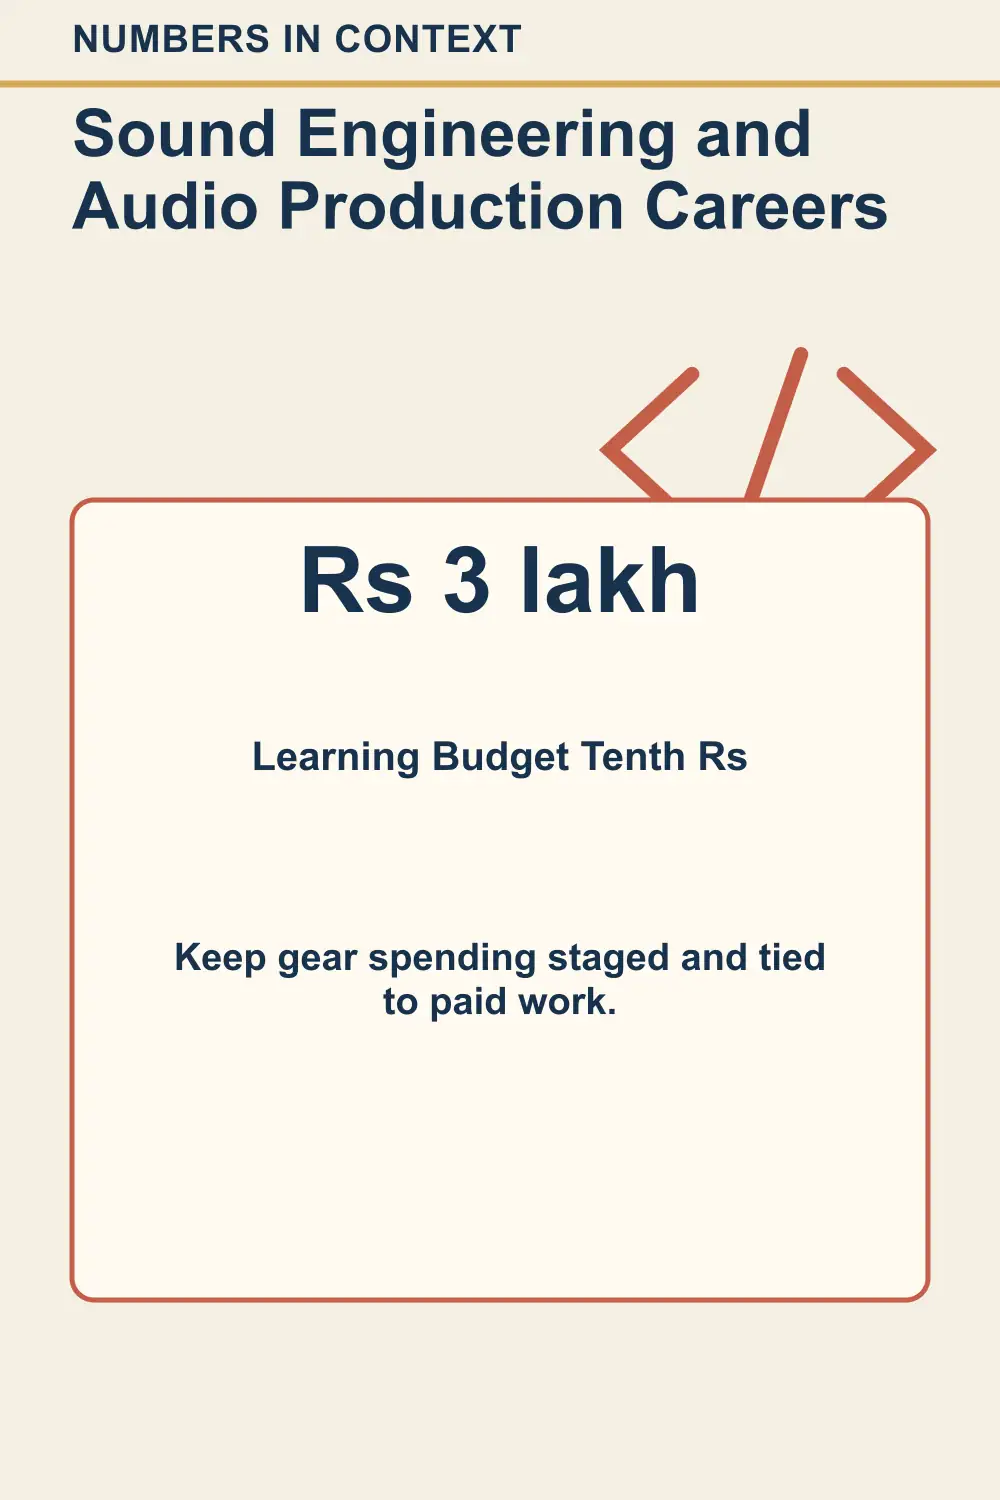 NUMBERS IN CONTEXT
Sound Engineering and
Audio Production Careers
Rs 3 lakh
Learning Budget Tenth Rs
Keep gear spending staged and tied
to paid work.